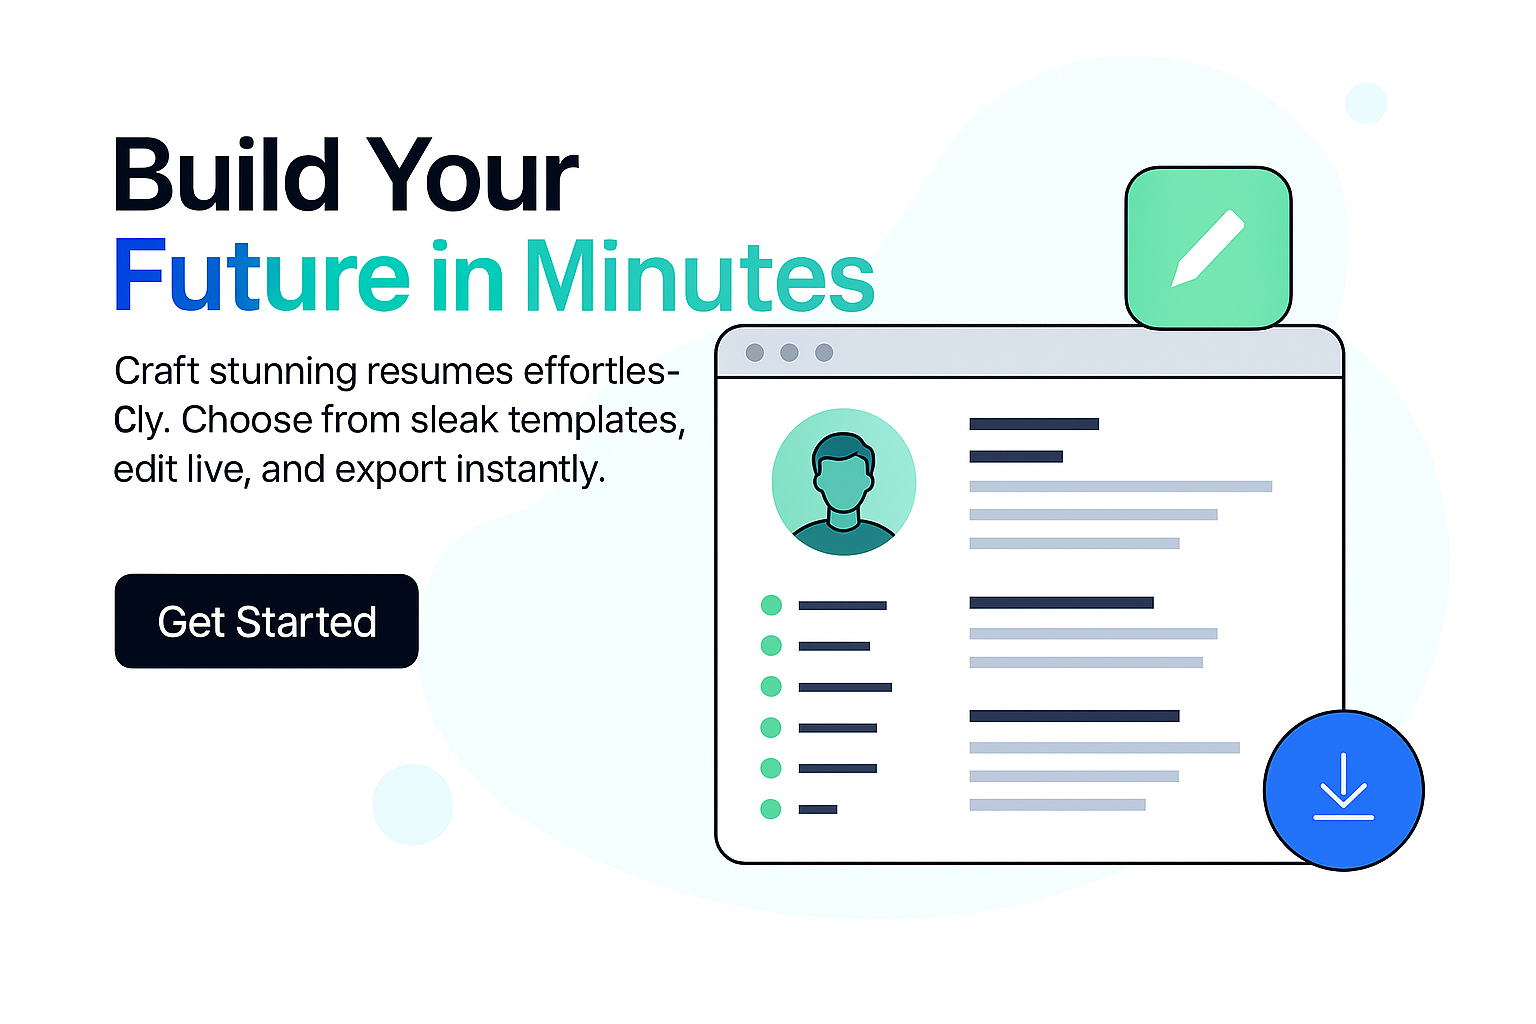 Build Your
Future in Minutes
Craft stunning resumes effortles-
Cly. Choose from sleak templates,
edit live, and export instantly.
Get Started